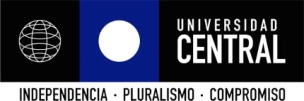 UNIVERSIDAD
CENTRAL
INDEPENDENCIA · PLURALISMO · COMPROMISO